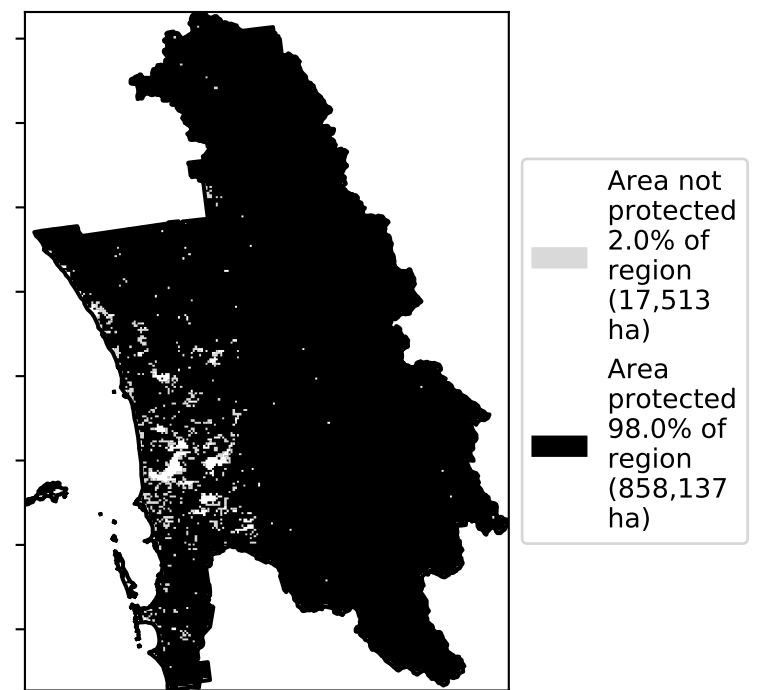 Area not
protected
2.0% of
region
(17,513
ha)
Area
protected
98.0% of
region
(858,137
ha)